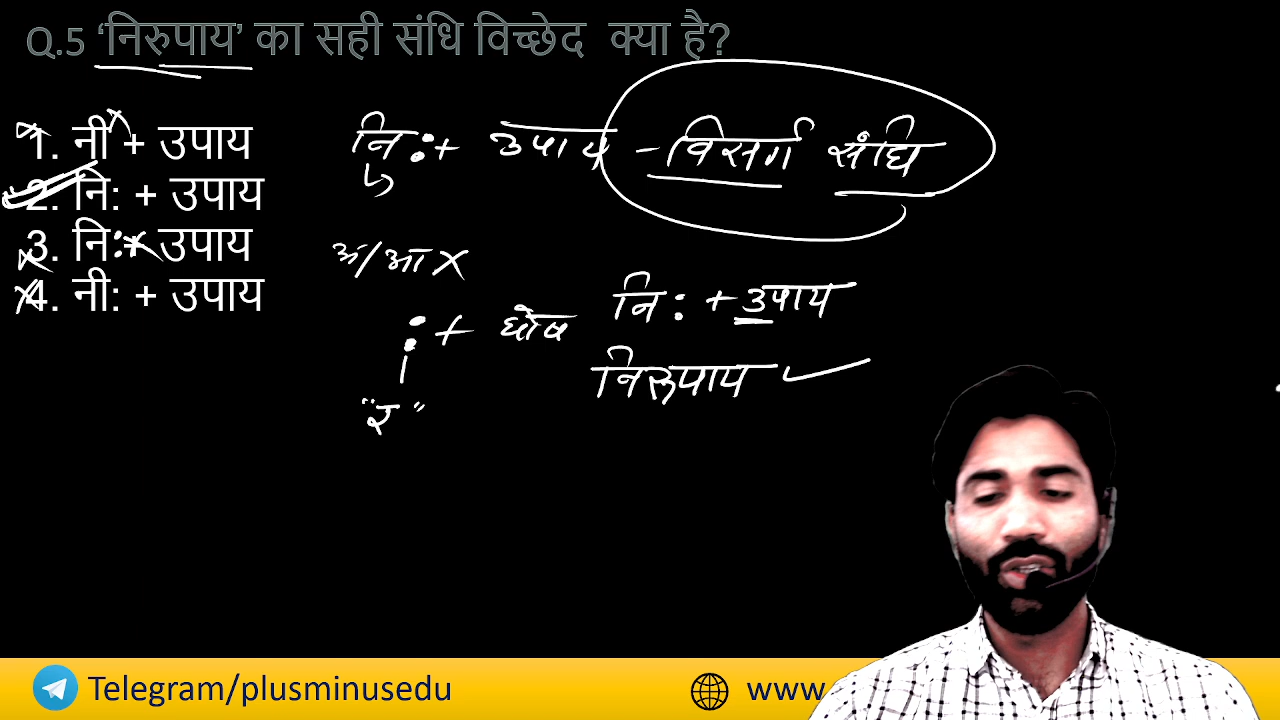 Q.5 ‘निरुपाय’ का सही संधि विच्छेद क्या है?
1. नी + उपाय
2. नि: + उपाय
3. नि: + उपाय
4. नी: + उपाय
नि : + उपाय - विसर्ग संधि
अ/आ X
: + घोष
"र"
नि : + उपाय
निरूपाय
Telegram/plusminusedu
www.